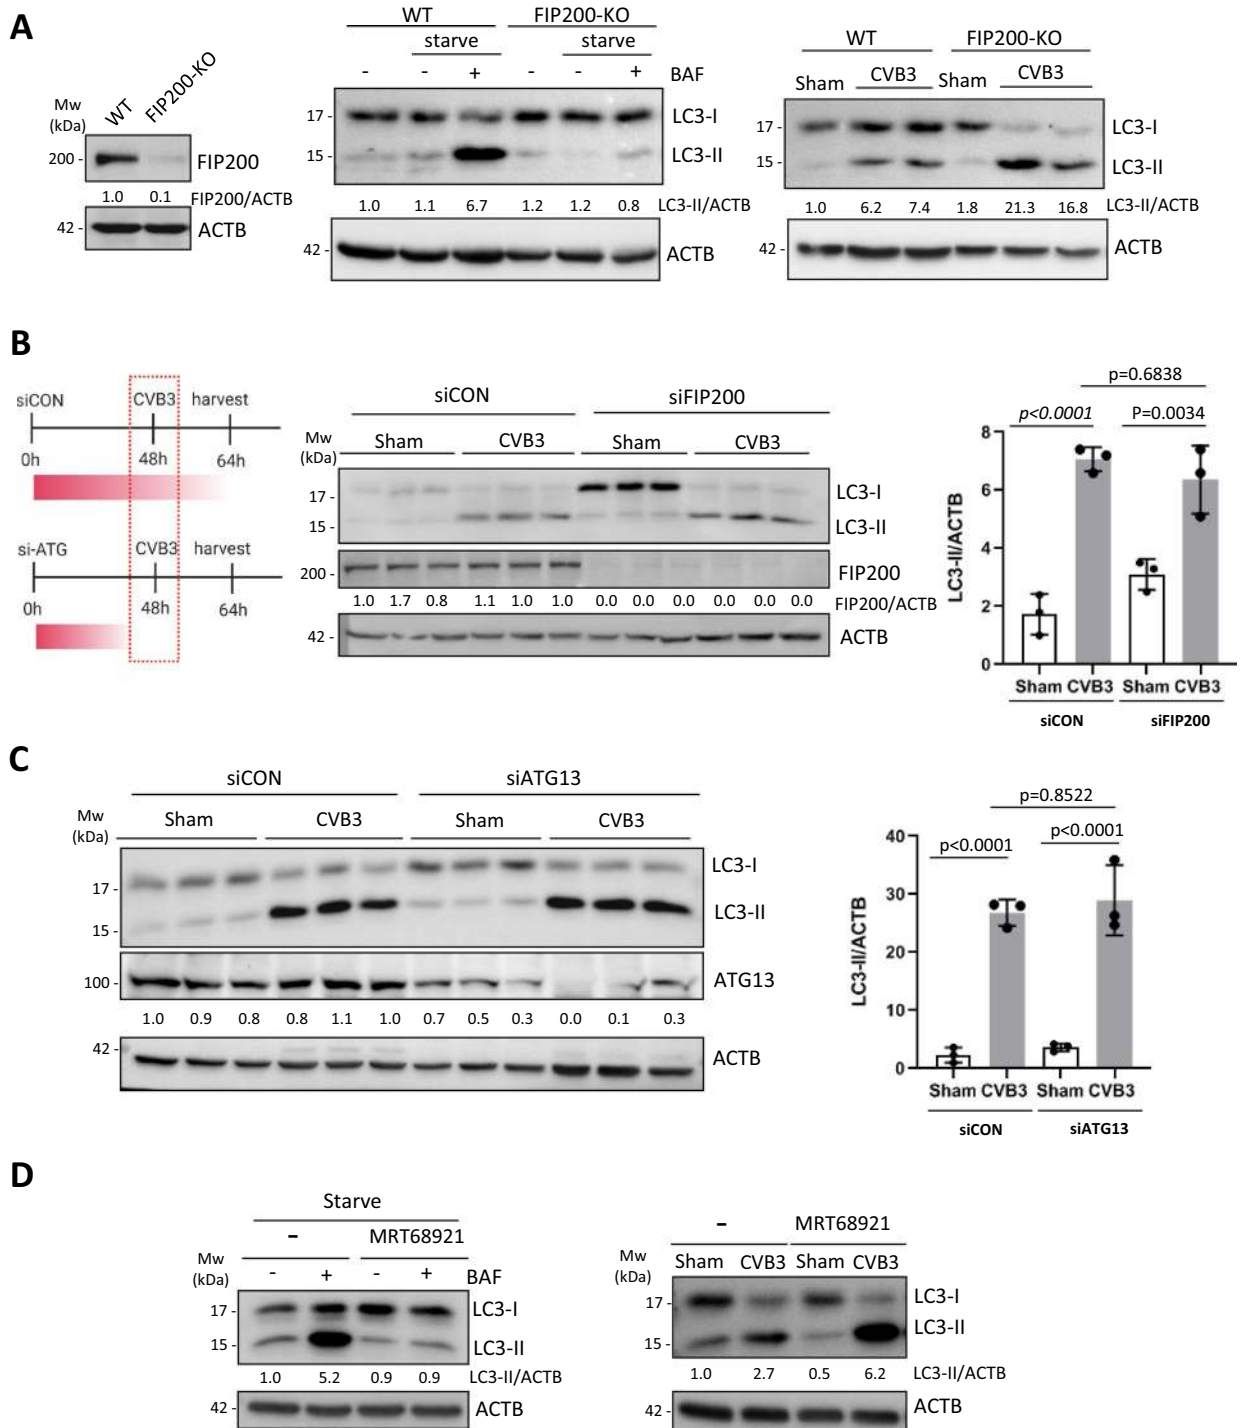 A
Mw
(kDa)
WT
FIP200-KO
200 -
FIP200
1.0 0.1 FIP200/ACTB
42 -
ACTB
WT FIP200-KO
starve starve
- - + - - + BAF
17 -
LC3-I
15 -
LC3-II
1.0 1.1 6.7 1.2 1.2 0.8 LC3-II/ACTB
42 -
ACTB
WT FIP200-KO
Sham CVB3 Sham CVB3
17 -
LC3-I
15 -
LC3-II
1.0 6.2 7.4 1.8 21.3 16.8 LC3-II/ACTB
42 -
ACTB
B
siCON CVB3 harvest
0h 48h 64h
si-ATG CVB3 harvest
0h 48h 64h
siCON siFIP200
Mw
(kDa)
Sham CVB3 Sham CVB3
17 -
LC3-I
15 -
LC3-II
200 -
FIP200
1.0 1.7 0.8 1.1 1.0 1.0 0.0 0.0 0.0 0.0 0.0 0.0 FIP200/ACTB
42 -
ACTB
p=0.6838
p<0.0001 P=0.0034
LC3-II/ACTB
8
6
4
2
0
Sham CVB3 Sham CVB3
siCON siFIP200
C
siCON siATG13
Mw
(kDa)
Sham CVB3 Sham CVB3
LC3-I
17 -
LC3-II
15 -
100 -
ATG13
1.0 0.9 0.8 0.8 1.1 1.0 0.7 0.5 0.3 0.0 0.1 0.3
42 -
ACTB
p=0.8522
p<0.0001 p<0.0001
LC3-II/ACTB
40
30
20
10
0
Sham CVB3 Sham CVB3
siCON siATG13
D
Starve
- MRT68921
Mw
(kDa)
- + - + BAF
17 -
LC3-I
15 -
LC3-II
1.0 5.2 0.9 0.9 LC3-II/ACTB
42 -
ACTB
- MRT68921
Mw
(kDa)
Sham CVB3 Sham CVB3
17 -
LC3-I
LC3-II
15 -
1.0 2.7 0.5 6.2 LC3-II/ACTB
42 -
ACTB